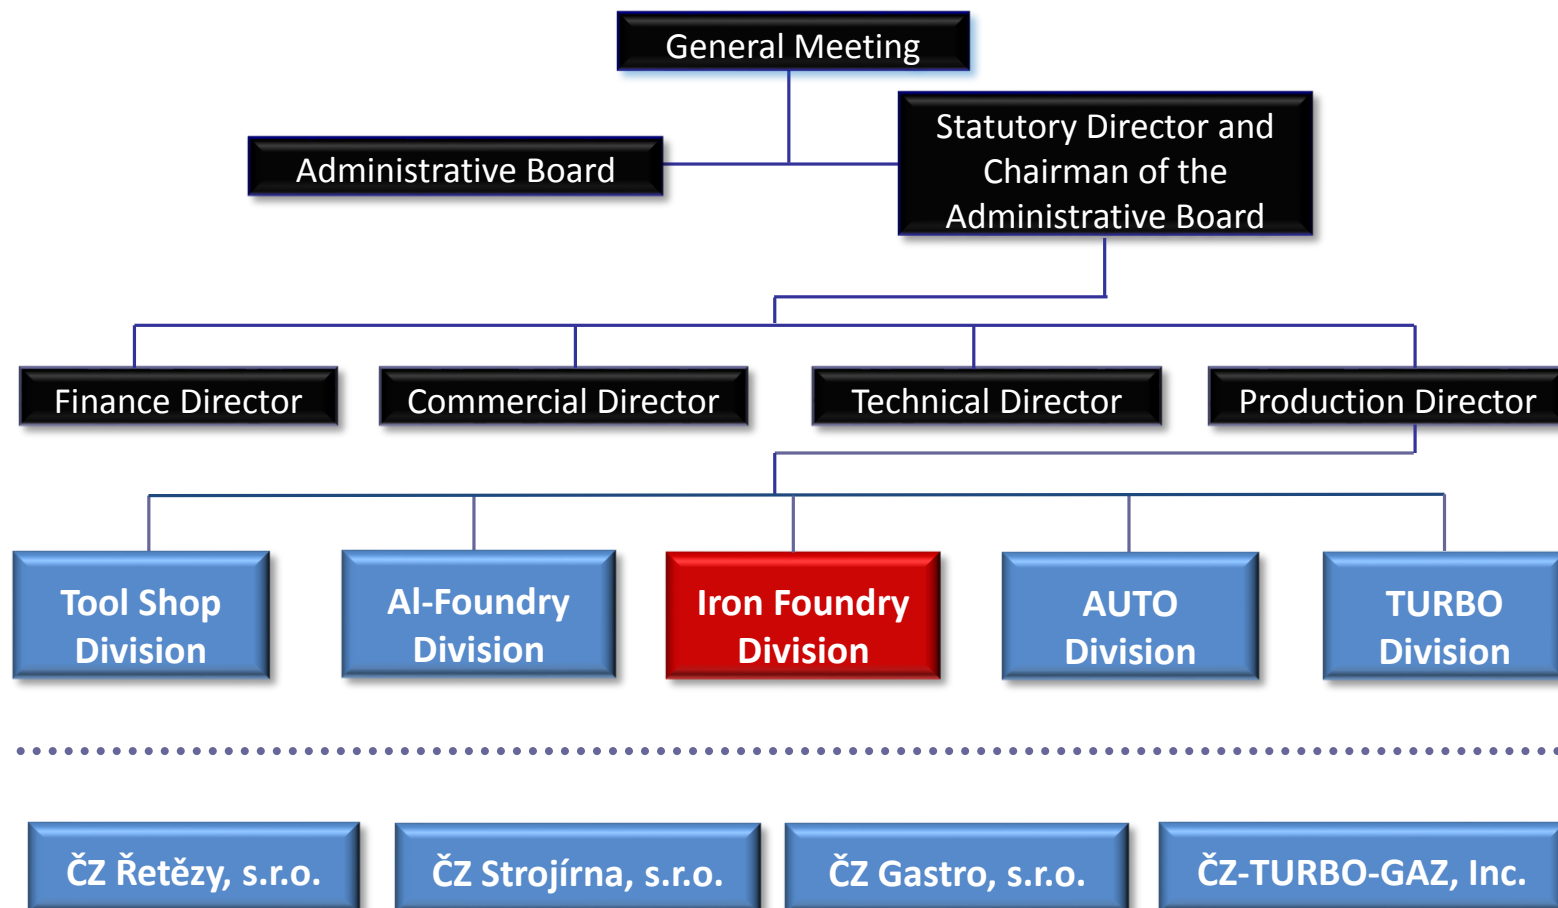 General Meeting
Administrative Board
Statutory Director and
Chairman of the
Administrative Board
Finance Director
Commercial Director
Technical Director
Production Director
Tool Shop
Division
Al-Foundry
Division
Iron Foundry
Division
AUTO
Division
TURBO
Division
ČZ Řetězy, s.r.o.
ČZ Strojírna, s.r.o.
ČZ Gastro, s.r.o.
ČZ-TURBO-GAZ, Inc.